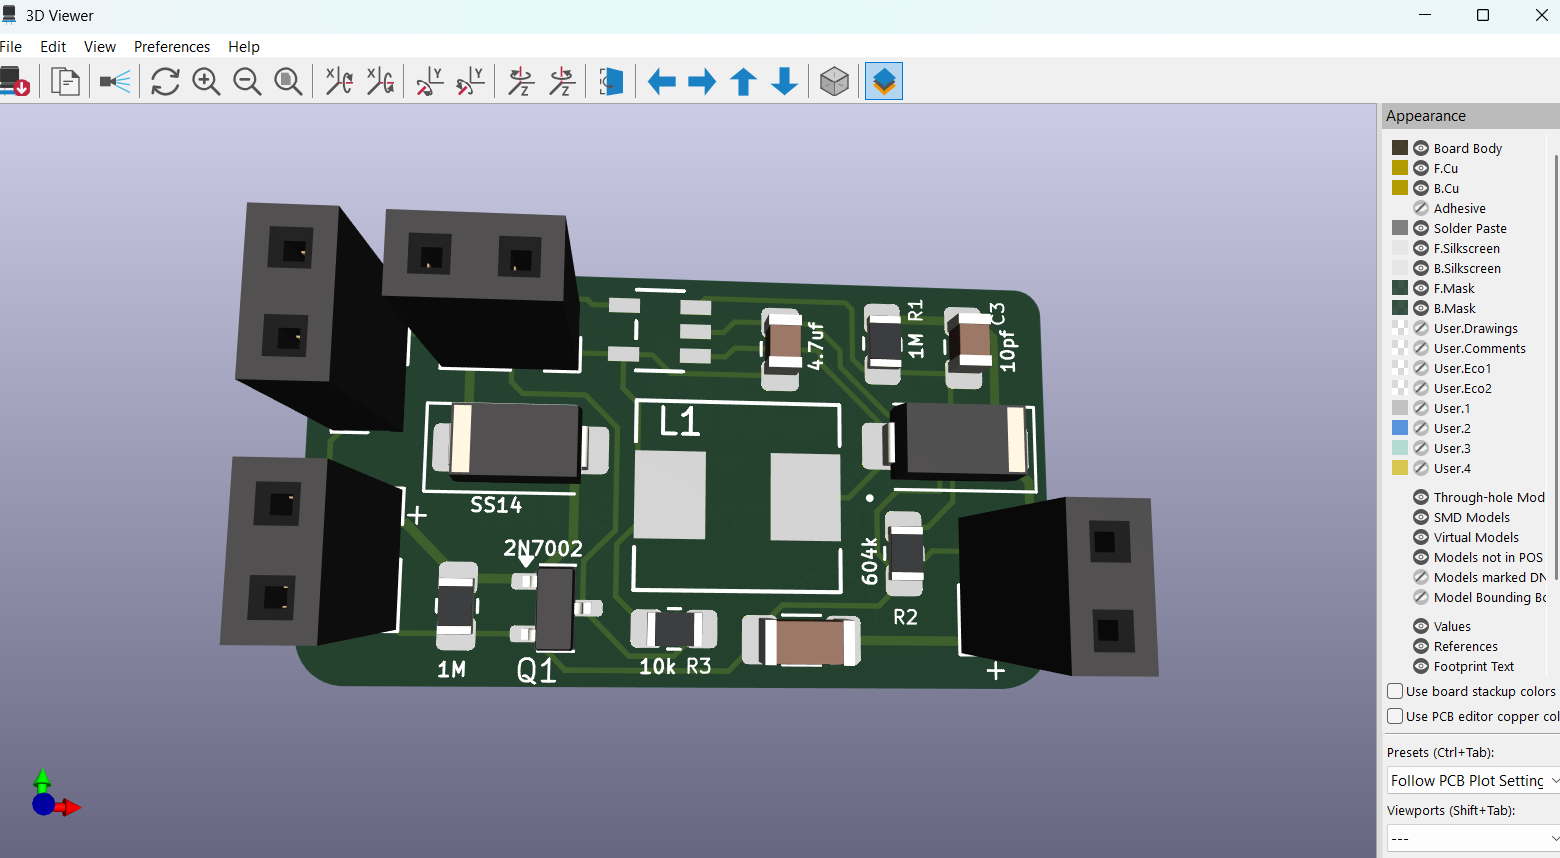 3D Viewer
File Edit View Preferences Help
Appearance
Board Body
F.Cu
B.Cu
Adhesive
Solder Paste
F.Silkscreen
B.Silkscreen
F.Mask
B.Mask
User.Drawings
User.Comments
User.Eco1
User.Eco2
User.1
User.2
User.3
User.4
Through-hole Mod
SMD Models
Virtual Models
Models not in POS
Models marked DN
Model Bounding Bo
Values
References
Footprint Text
Use board stackup colors
Use PCB editor copper col
Presets (Ctrl+Tab):
Follow PCB Plot Setting
Viewports (Shift+Tab):
---
4.7uf
1M R1
10pf C3
L1
SS14
+
2N7002
604k
R2
1M
Q1
10k R3
+